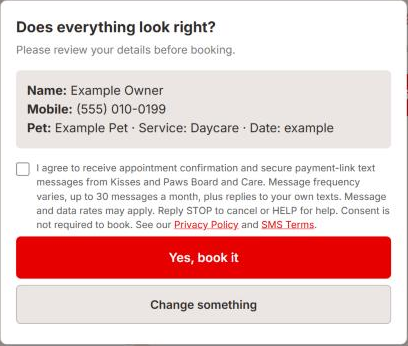 Does everything look right?
Please review your details before booking.
Name: Example Owner
Mobile: (555) 010-0199
Pet: Example Pet · Service: Daycare · Date: example
I agree to receive appointment confirmation and secure payment-link text
messages from Kisses and Paws Board and Care. Message frequency
varies, up to 30 messages a month, plus replies to your own texts. Message
and data rates may apply. Reply STOP to cancel or HELP for help. Consent is
not required to book. See our Privacy Policy and SMS Terms.
Yes, book it
Change something